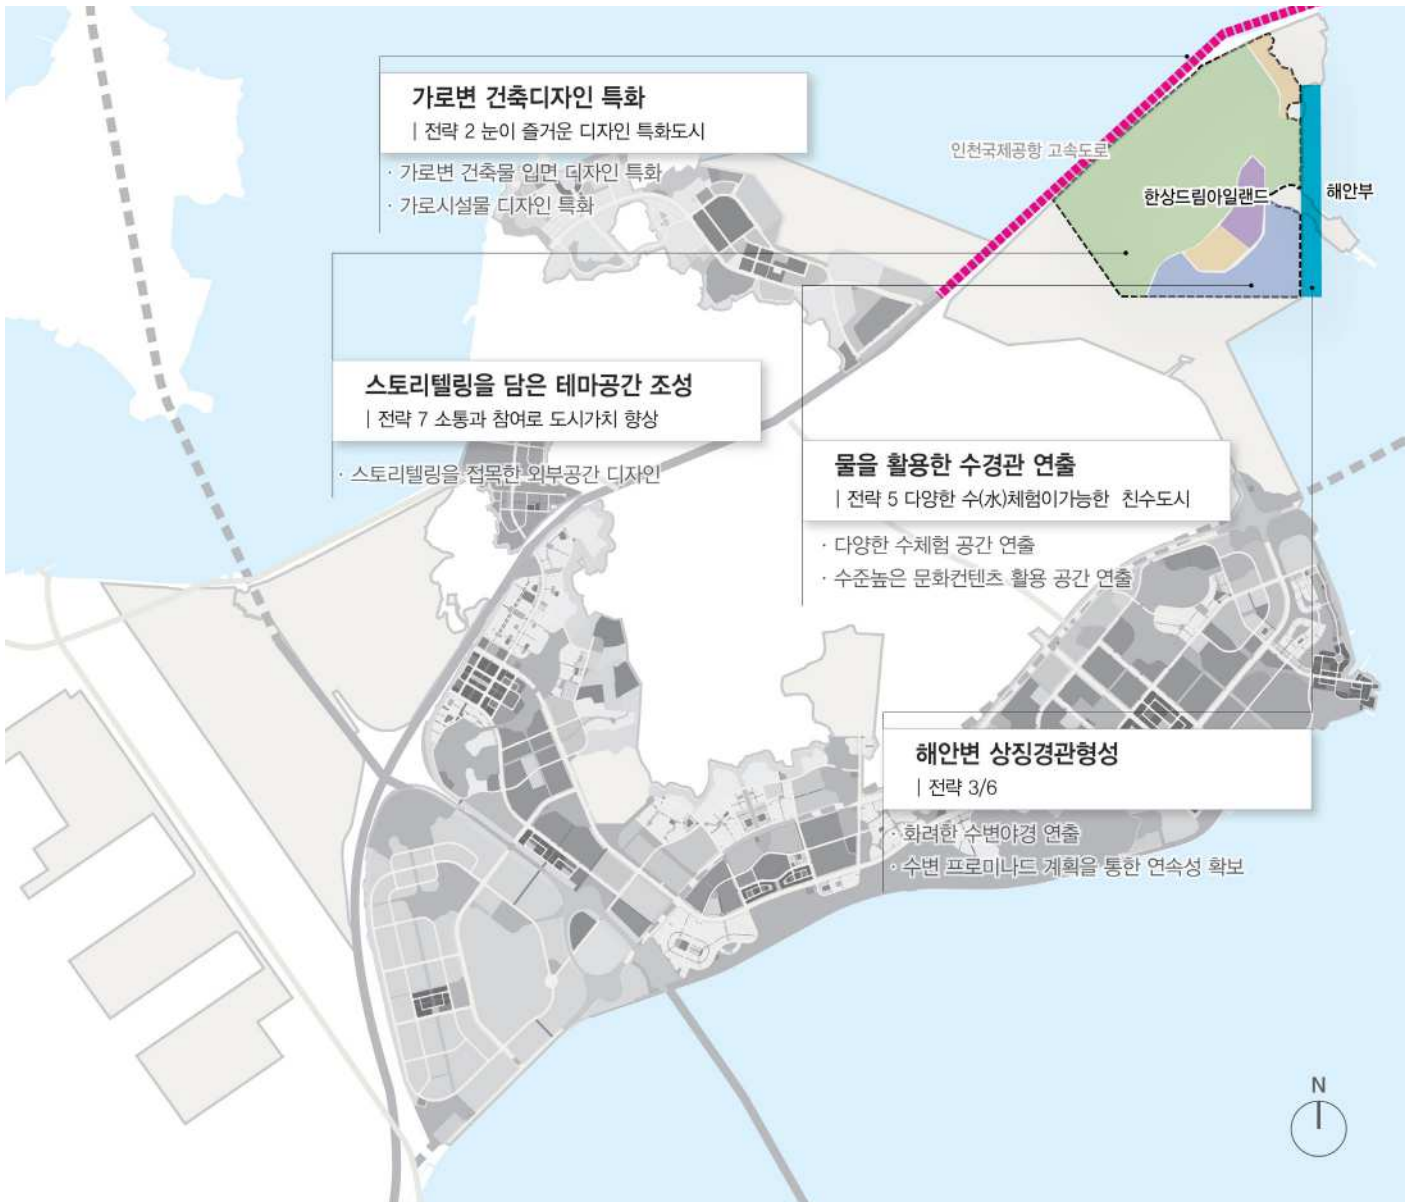 가로변 건축디자인 특화
| 전략 2 눈이 즐거운 디자인 특화도시
· 가로변 건축물 입면 디자인 특화
· 가로시설물 디자인 특화
인천국제공항 고속도로
한상드림아일랜드
해안부
스토리텔링을 담은 테마공간 조성
| 전략 7 소통과 참여로 도시가치 향상
· 스토리텔링을 접목한 외부공간 디자인
물을 활용한 수경관 연출
| 전략 5 다양한 수(水)체험이가능한 친수도시
· 다양한 수체험 공간 연출
· 수준높은 문화컨텐츠 활용 공간 연출
해안변 상징경관형성
| 전략 3/6
· 화려한 수변야경 연출
· 수변 프로미나드 계획을 통한 연속성 확보
N